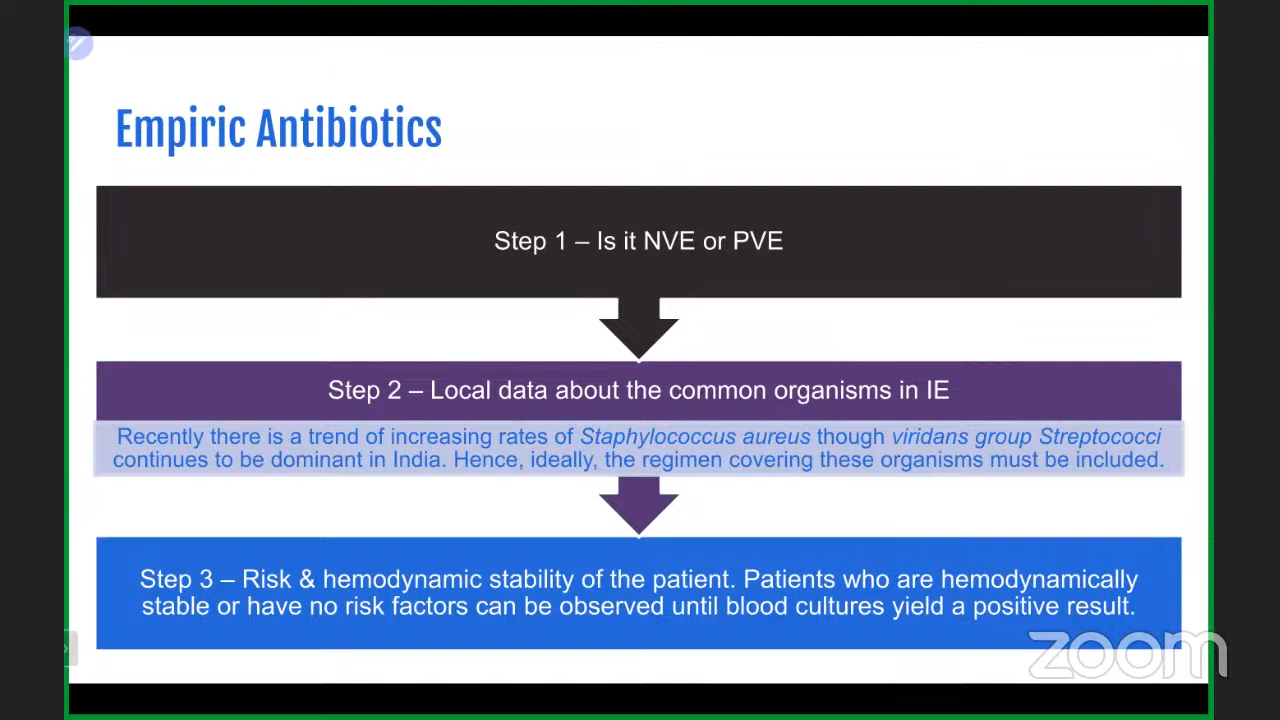 Empiric Antibiotics
Step 1 – Is it NVE or PVE
Step 2 – Local data about the common organisms in IE
Recently there is a trend of increasing rates of Staphylococcus aureus though viridans group Streptococci
continues to be dominant in India. Hence, ideally, the regimen covering these organisms must be included.
Step 3 – Risk & hemodynamic stability of the patient. Patients who are hemodynamically
stable or have no risk factors can be observed until blood cultures yield a positive result.
zoom